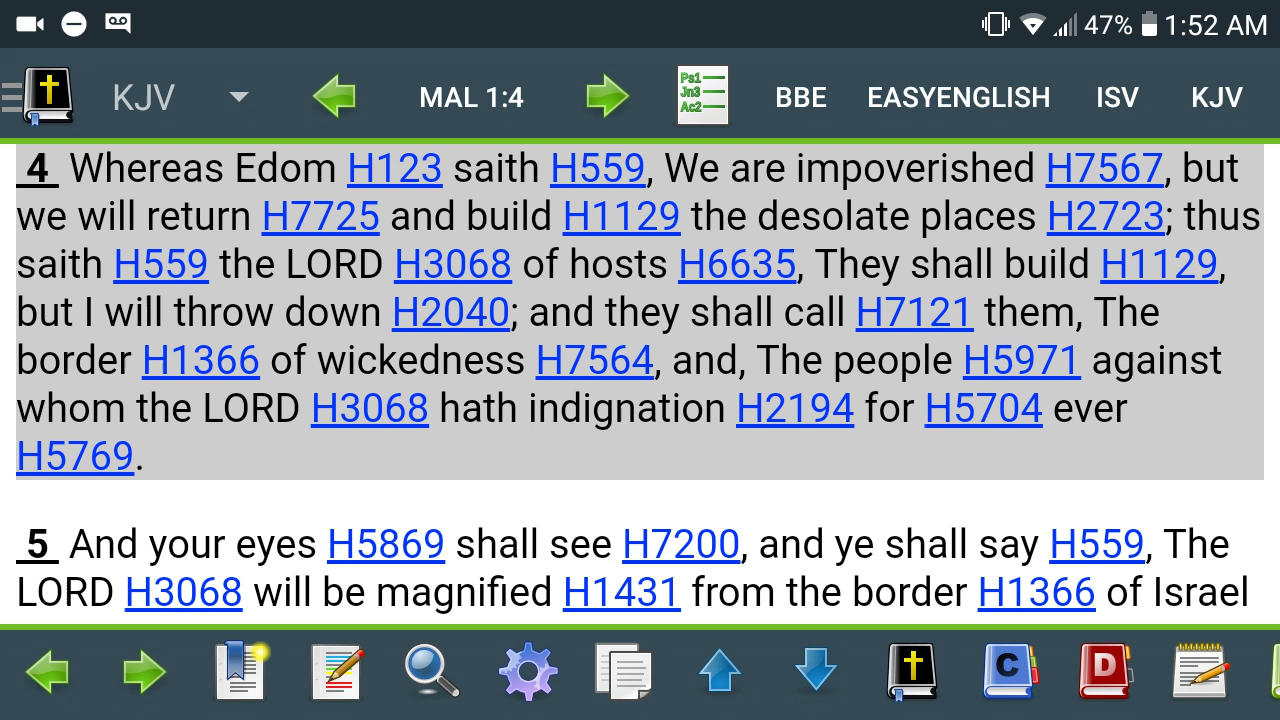 47% 1:52 AM
KJV MAL 1:4 Ps1 Jn3 Ac2 BBE EASYENGLISH ISV KJV
4 Whereas Edom H123 saith H559, We are impoverished H7567, but
we will return H7725 and build H1129 the desolate places H2723; thus
saith H559 the LORD H3068 of hosts H6635, They shall build H1129,
but I will throw down H2040; and they shall call H7121 them, The
border H1366 of wickedness H7564, and, The people H5971 against
whom the LORD H3068 hath indignation H2194 for H5704 ever
H5769.
5 And your eyes H5869 shall see H7200, and ye shall say H559, The
LORD H3068 will be magnified H1431 from the border H1366 of Israel
C D